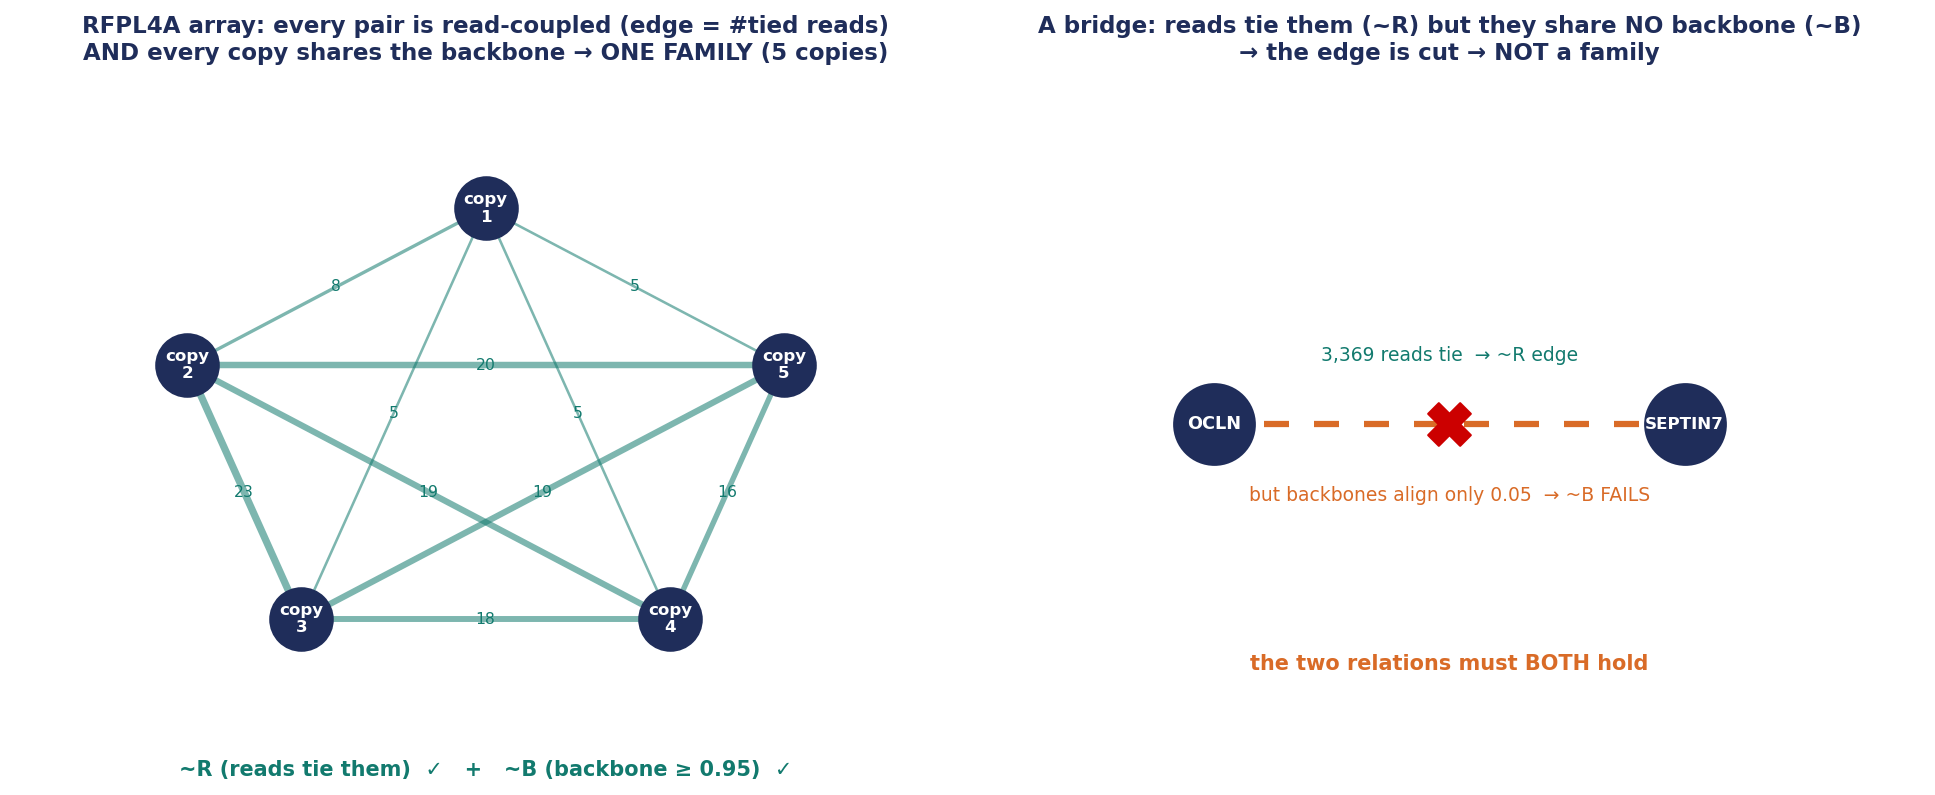 RFPL4A array: every pair is read-coupled (edge = #tied reads)
AND every copy shares the backbone → ONE FAMILY (5 copies)
copy
1
8
5
copy
2
20
copy
5
5
5
23
19
19
16
copy
3
18
copy
4
~R (reads tie them) ✓ + ~B (backbone ≥ 0.95) ✓
A bridge: reads tie them (~R) but they share NO backbone (~B)
→ the edge is cut → NOT a family
3,369 reads tie → ~R edge
OCLN
SEPTIN7
but backbones align only 0.05 → ~B FAILS
the two relations must BOTH hold